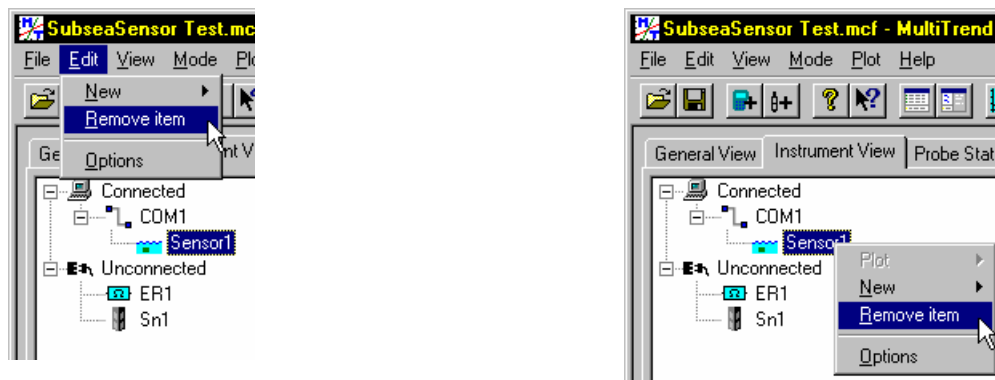 SubseaSensor Test.mc
File Edit View Mode Plo
New
Remove item
Options
Ge nt V
Connected
COM1
Sensor1
Unconnected
ER1
Sn1
SubseaSensor Test.mcf - MultiTrend
File Edit View Mode Plot Help
General View Instrument View Probe Stat
Connected
COM1
Sensor1
Unconnected
ER1
Sn1
Plot
New
Remove item
Options